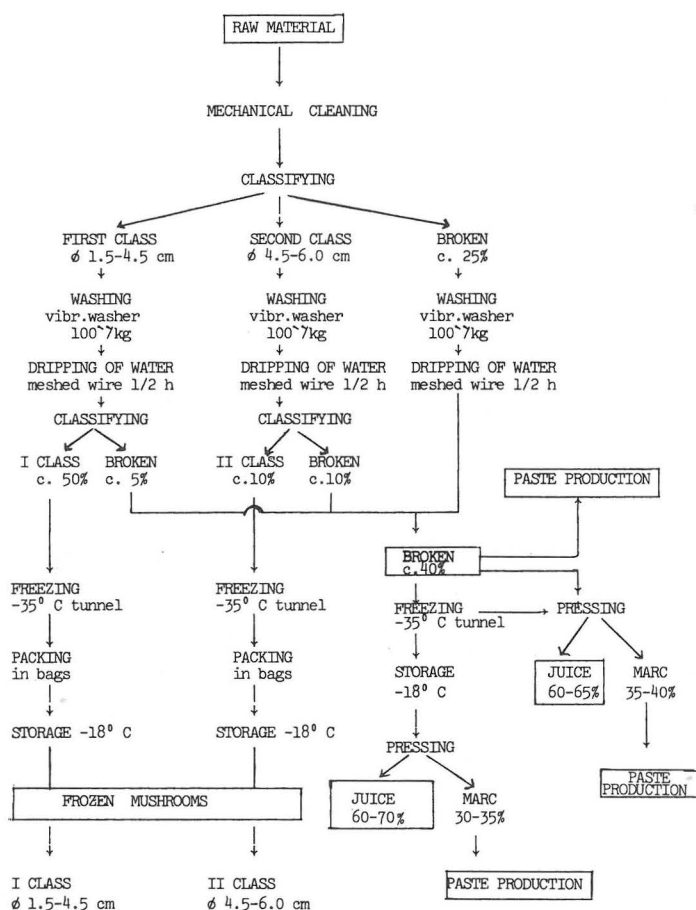 RAW MATERIAL
MECHANICAL CLEANING
CLASSIFYING
FIRST CLASS
ø 1.5-4.5 cm
SECOND CLASS
ø 4.5-6.0 cm
BROKEN
c. 25%
WASHING
vibr.washer
100~7kg
WASHING
vibr.washer
100~7kg
WASHING
vibr.washer
100~7kg
DRIPPING OF WATER
meshed wire 1/2 h
DRIPPING OF WATER
meshed wire 1/2 h
DRIPPING OF WATER
meshed wire 1/2 h
CLASSIFYING
CLASSIFYING
I CLASS
c. 50%
BROKEN
c. 5%
II CLASS
c.10%
BROKEN
c.10%
PASTE PRODUCTION
BROKEN
c.40%
FREEZING
-35⁰ C tunnel
FREEZING
-35⁰ C tunnel
FREEZING
-35⁰ C tunnel
PRESSING
PACKING
in bags
PACKING
in bags
STORAGE
-18⁰ C
JUICE
60-65%
MARC
35-40%
STORAGE -18⁰ C
STORAGE -18⁰ C
PRESSING
PASTE
PRODUCTION
FROZEN MUSHROOMS
JUICE
60-70%
MARC
30-35%
I CLASS
ø 1.5-4.5 cm
II CLASS
ø 4.5-6.0 cm
PASTE PRODUCTION